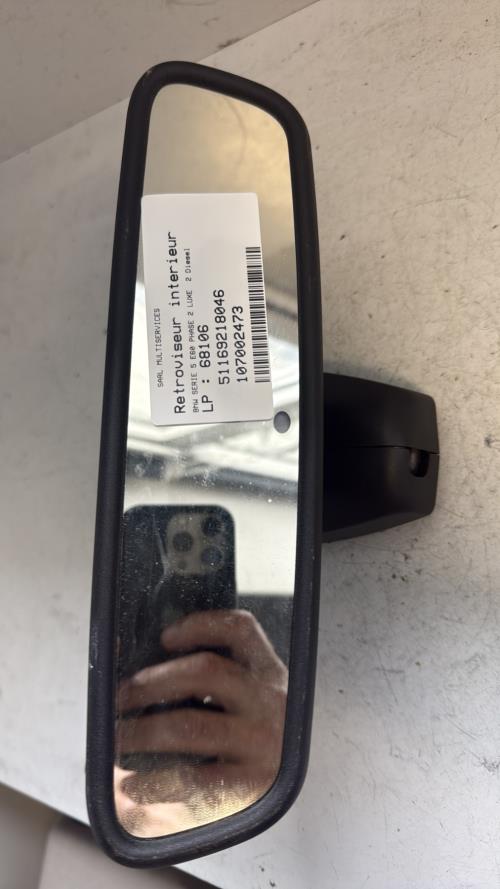 SARL MULTISERVICES
Retroviseur interieur
BMW SERIE 5 E60 PHASE 2 LUXE 2 Diesel
LP : 68106
51169218046
107002473